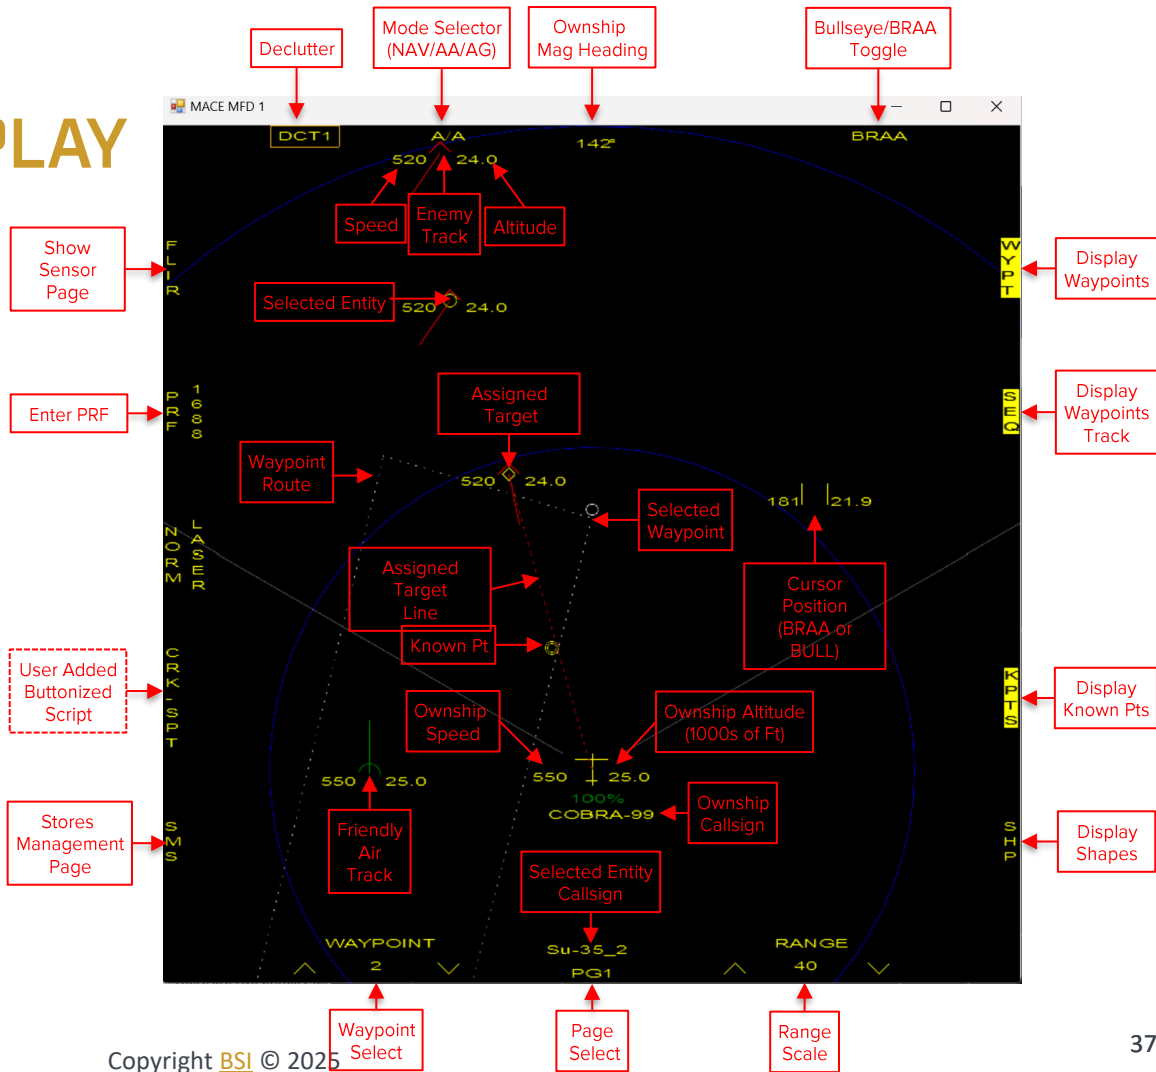 Declutter
Mode Selector
(NAV/AA/AG)
Ownship
Mag Heading
Bullseye/BRAA
Toggle
PLAY
MACE MFD 1
DCT1
A/A
142°
BRAA
520
24.0
Speed
Enemy
Track
Altitude
Show
Sensor
Page
FLIR
WYPT
Display
Waypoints
Selected Entity
520
24.0
Enter PRF
PRF
1688
Assigned
Target
SEQ
Display
Waypoints
Track
Waypoint
Route
520
24.0
181
21.9
Selected
Waypoint
NORM
LASER
Assigned
Target
Line
Cursor
Position
(BRAA or
BULL)
Known Pt
User Added
Buttonized
Script
CRK-SPT
KPTS
Display
Known Pts
Ownship
Speed
Ownship Altitude
(1000s of Ft)
550
25.0
550
25.0
100%
COBRA-99
Ownship
Callsign
Stores
Management
Page
SMS
Friendly
Air
Track
SHP
Display
Shapes
Selected Entity
Callsign
WAYPOINT
2
Su-35_2
PG1
RANGE
40
Waypoint
Select
Page
Select
Range
Scale
Copyright BSI © 2025
37